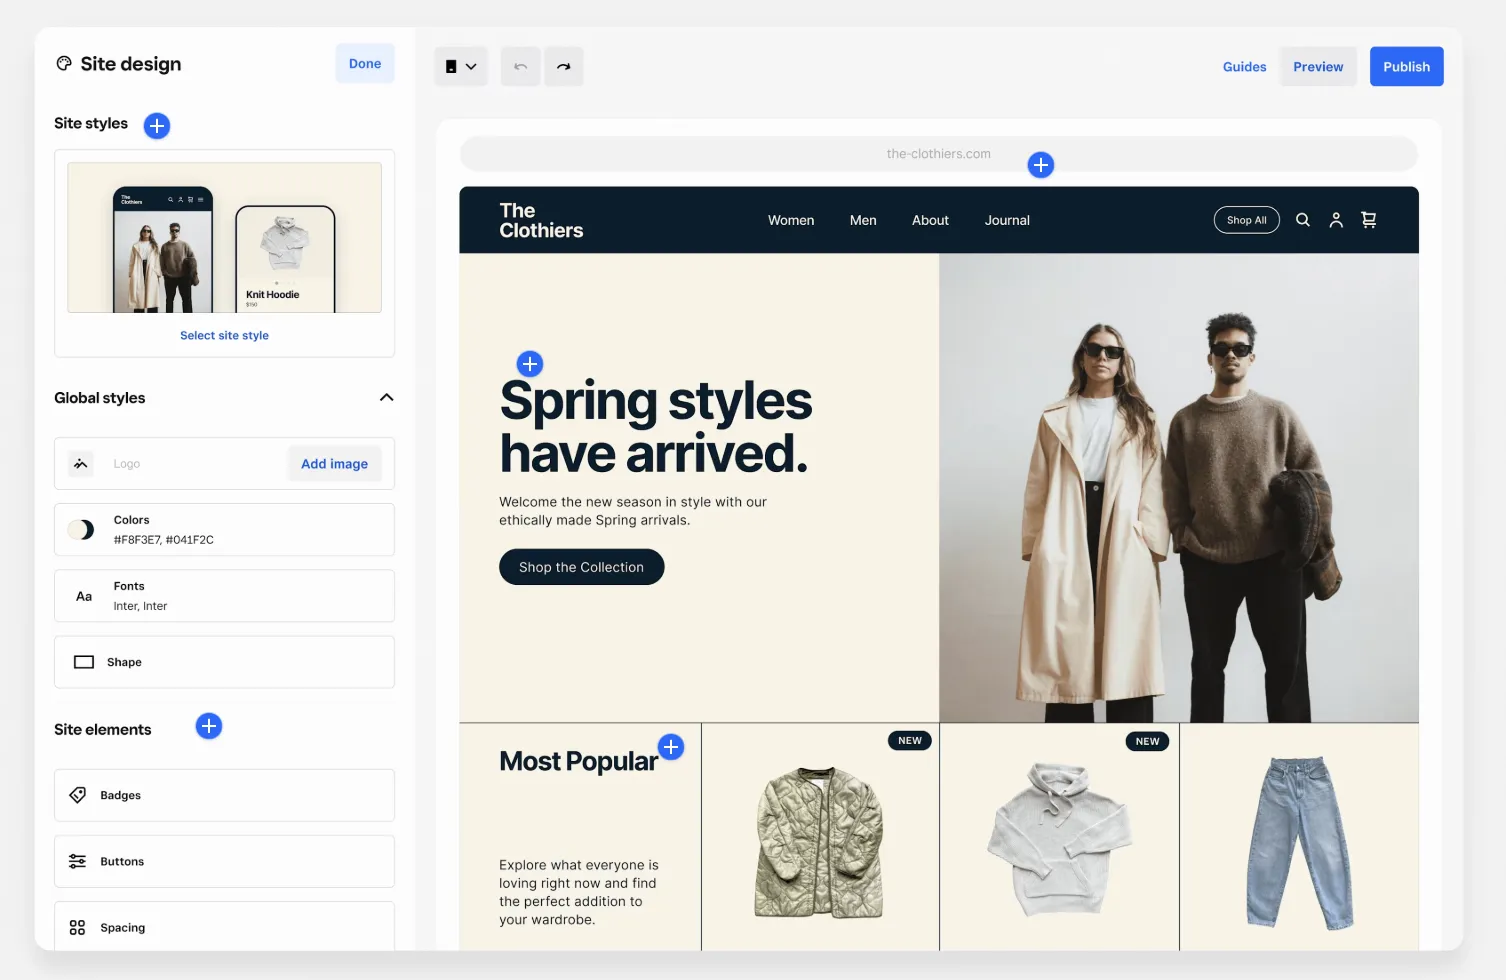 Site design
Done
Site styles
The
Clothiers
Knit Hoodie
$150
Select site style
Global styles
Logo
Add image
Colors
#F8F3E7, #041F2C
Aa
Fonts
Inter, Inter
Shape
Site elements
Badges
Buttons
Spacing
Guides
Preview
Publish
the-clothiers.com
The
Clothiers
Women
Men
About
Journal
Shop All
Spring styles
have arrived.
Welcome the new season in style with our
ethically made Spring arrivals.
Shop the Collection
Most Popular
Explore what everyone is
loving right now and find
the perfect addition to
your wardrobe.
NEW
NEW